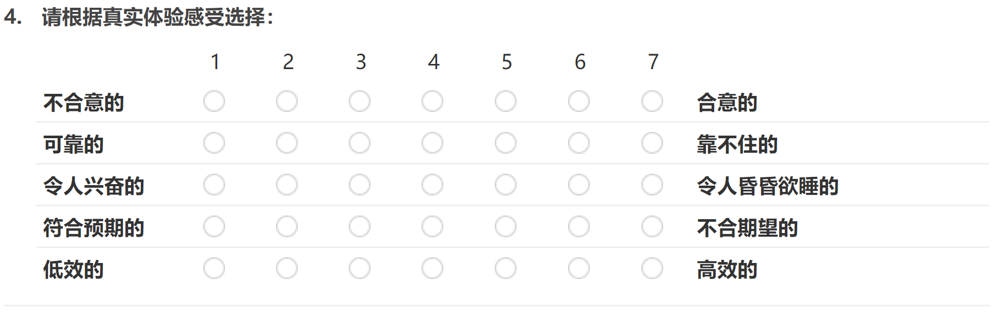 4. 请根据真实体验感受选择：
1 2 3 4 5 6 7
不合意的 合意的
可靠的 靠不住的
令人兴奋的 令人昏昏欲睡的
符合预期的 不合期望的
低效的 高效的